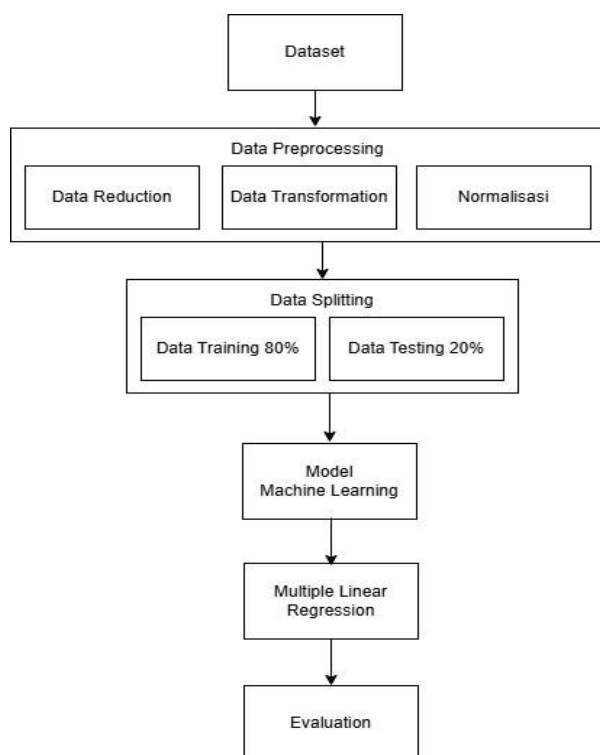 Dataset
Data Preprocessing
Data Reduction
Data Transformation
Normalisasi
Data Splitting
Data Training 80%
Data Testing 20%
Model
Machine Learning
Multiple Linear
Regression
Evaluation